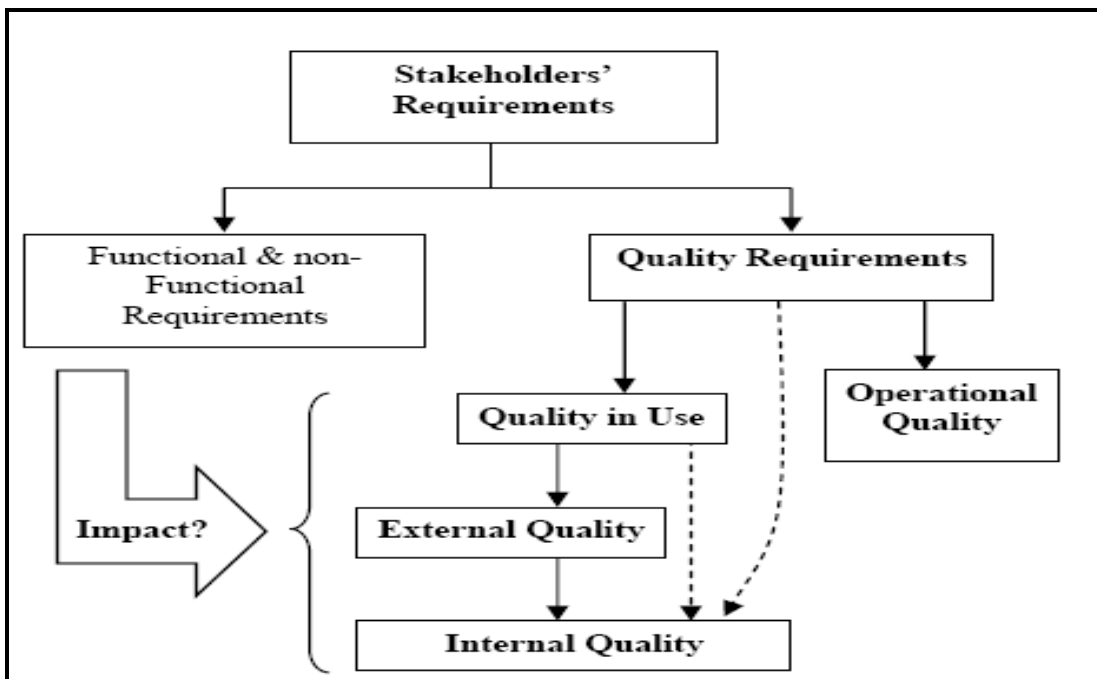 Stakeholders’
Requirements
Functional & non-
Functional
Requirements
Quality Requirements
Operational
Quality
Quality in Use
External Quality
Impact?
Internal Quality